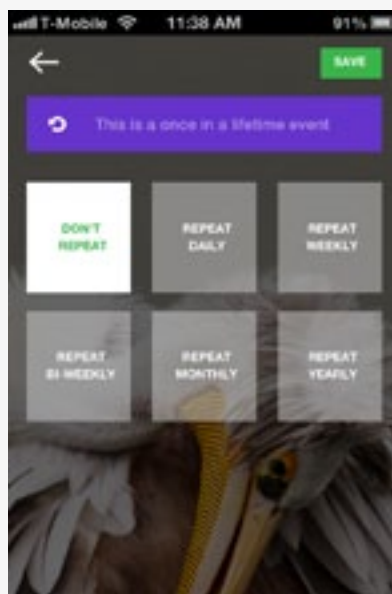 T-Mobile 11:38 AM 91%
SAVE
This is a once in a lifetime event
DON'T
REPEAT
REPEAT
DAILY
REPEAT
WEEKLY
REPEAT
BI-WEEKLY
REPEAT
MONTHLY
REPEAT
YEARLY